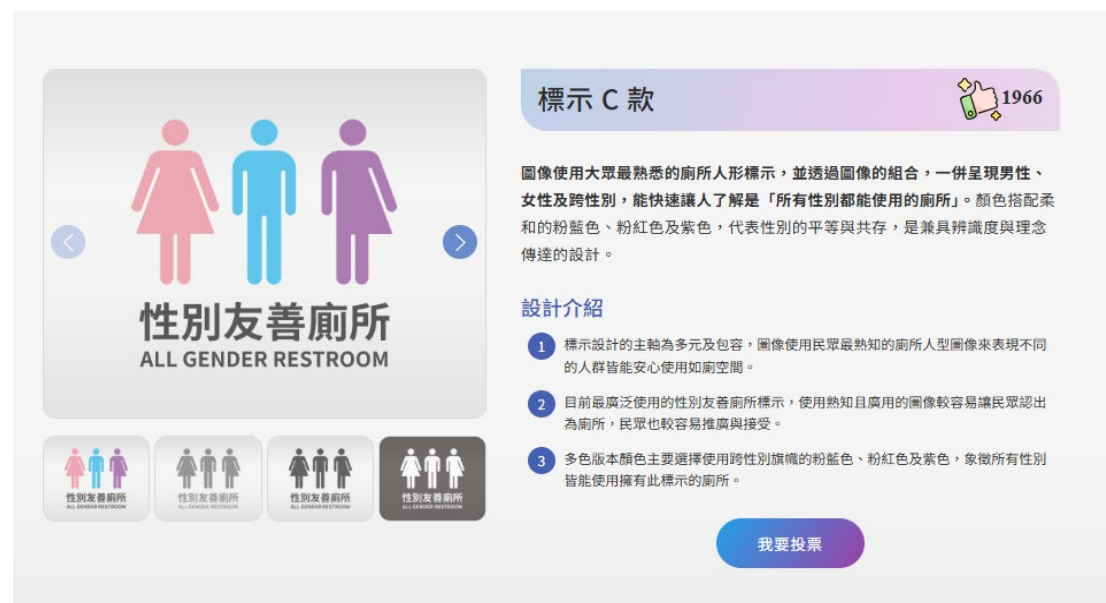 性別友善廁所
ALL GENDER RESTROOM
性別友善廁所
ALL GENDER RESTROOM
性別友善廁所
ALL GENDER RESTROOM
性別友善廁所
ALL GENDER RESTROOM
性別友善廁所
ALL GENDER RESTROOM
標示 C 款
1966
圖像使用大眾最熟悉的廁所人形標示，並透過圖像的組合，一併呈現男性、
女性及跨性別，能快速讓人了解是「所有性別都能使用的廁所」。顏色搭配柔
和的粉藍色、粉紅色及紫色，代表性別的平等與共存，是兼具辨識度與理念
傳達的設計。
設計介紹
1 標示設計的主軸為多元及包容，圖像使用民眾最熟知的廁所人型圖像來表現不同
的人群皆能安心使用如廁空間。
2 目前最廣泛使用的性別友善廁所標示，使用熟知且廣用的圖像較容易讓民眾認出
為廁所，民眾也較容易推廣與接受。
3 多色版本顏色主要選擇使用跨性別旗幟的粉藍色、粉紅色及紫色，象徵所有性別
皆能使用擁有此標示的廁所。
我要投票